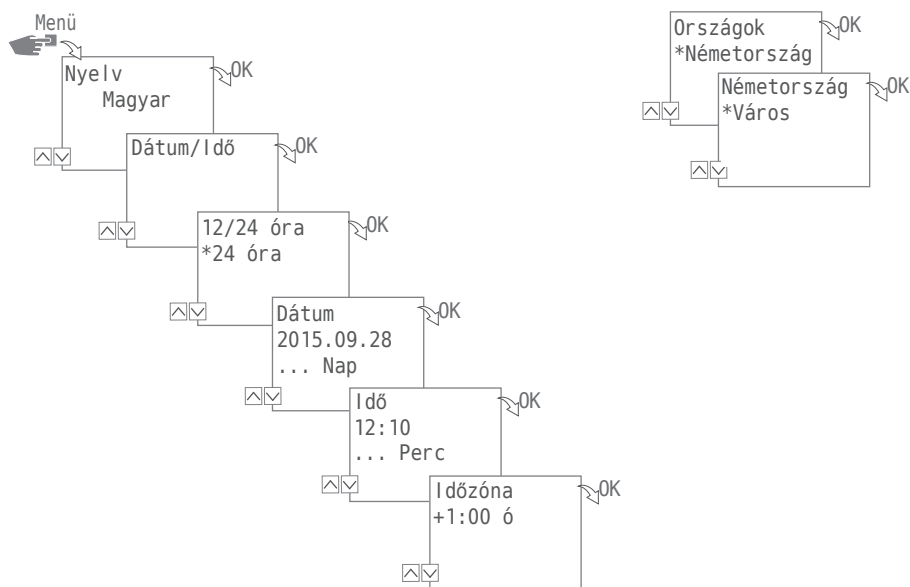 Menü
Nyelv
Magyar
OK
Dátum/Idő
OK
12/24 óra
*24 óra
OK
Dátum
2015.09.28
... Nap
OK
Idő
12:10
... Perc
OK
Időzóna
+1:00 ó
OK
Országok
*Németország
OK
Németország
*Város
OK